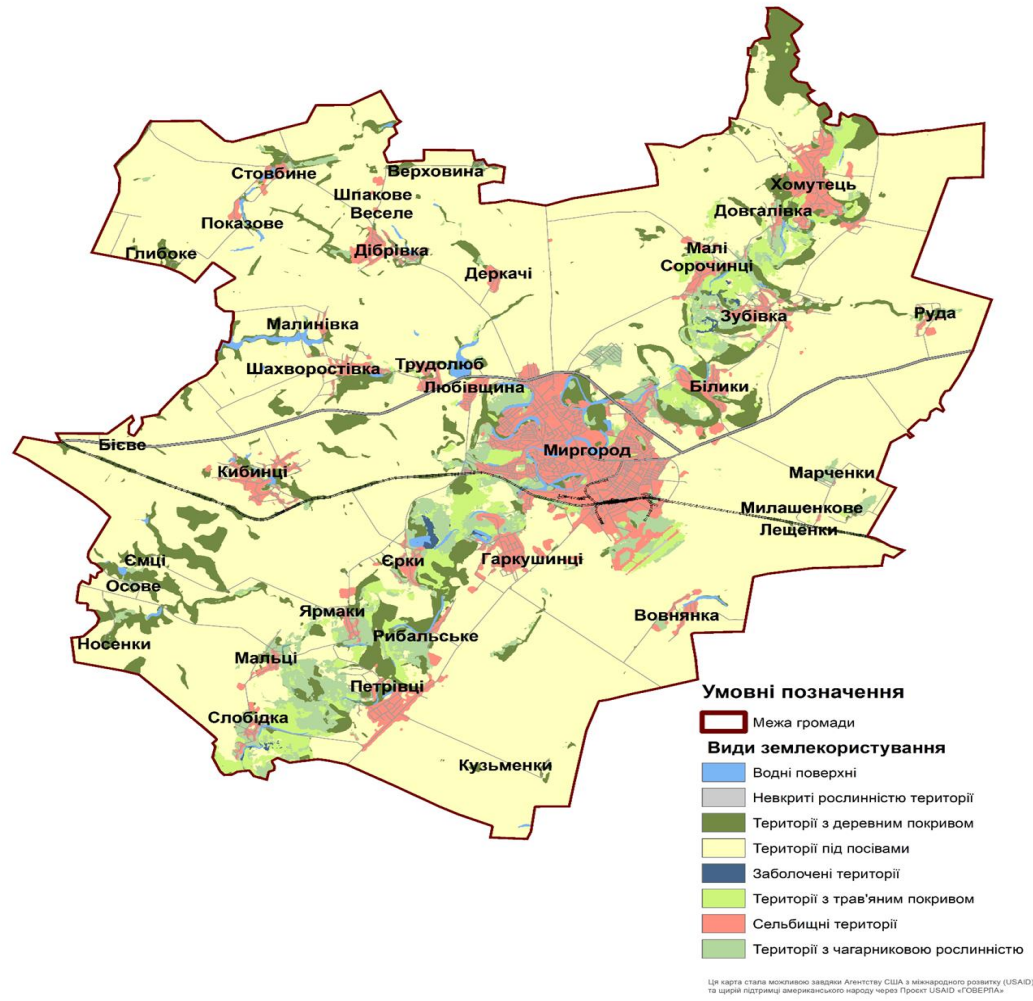 Хомутець
Верховина
Стовбине
Шпакове
Веселе
Довгалівка
Показове
Глибоке
Дібрівка
Малі
Сорочинці
Деркачі
Зубівка
Руда
Малинівка
Трудолюб
Шахворостівка
Любівщина
Білики
Бієве
Миргород
Кибинці
Марченки
Милашенкове
Лещенки
Ємці
Єрки
Гаркушинці
Осове
Ярмаки
Вовнянка
Рибальське
Носенки
Мальці
Петрівці
Слобідка
Кузьменки
Умовні позначення
Межа громади
Види землекористування
Водні поверхні
Невкриті рослинністю території
Території з деревним покривом
Території під посівами
Заболочені території
Території з трав'яним покривом
Сельбищні території
Території з чагарниковою рослинністю
Ця карта стала можливою завдяки Агентству США з міжнародного розвитку (USAID)
та щирій підтримці американського народу через Проєкт USAID «ГОВЕРЛА»